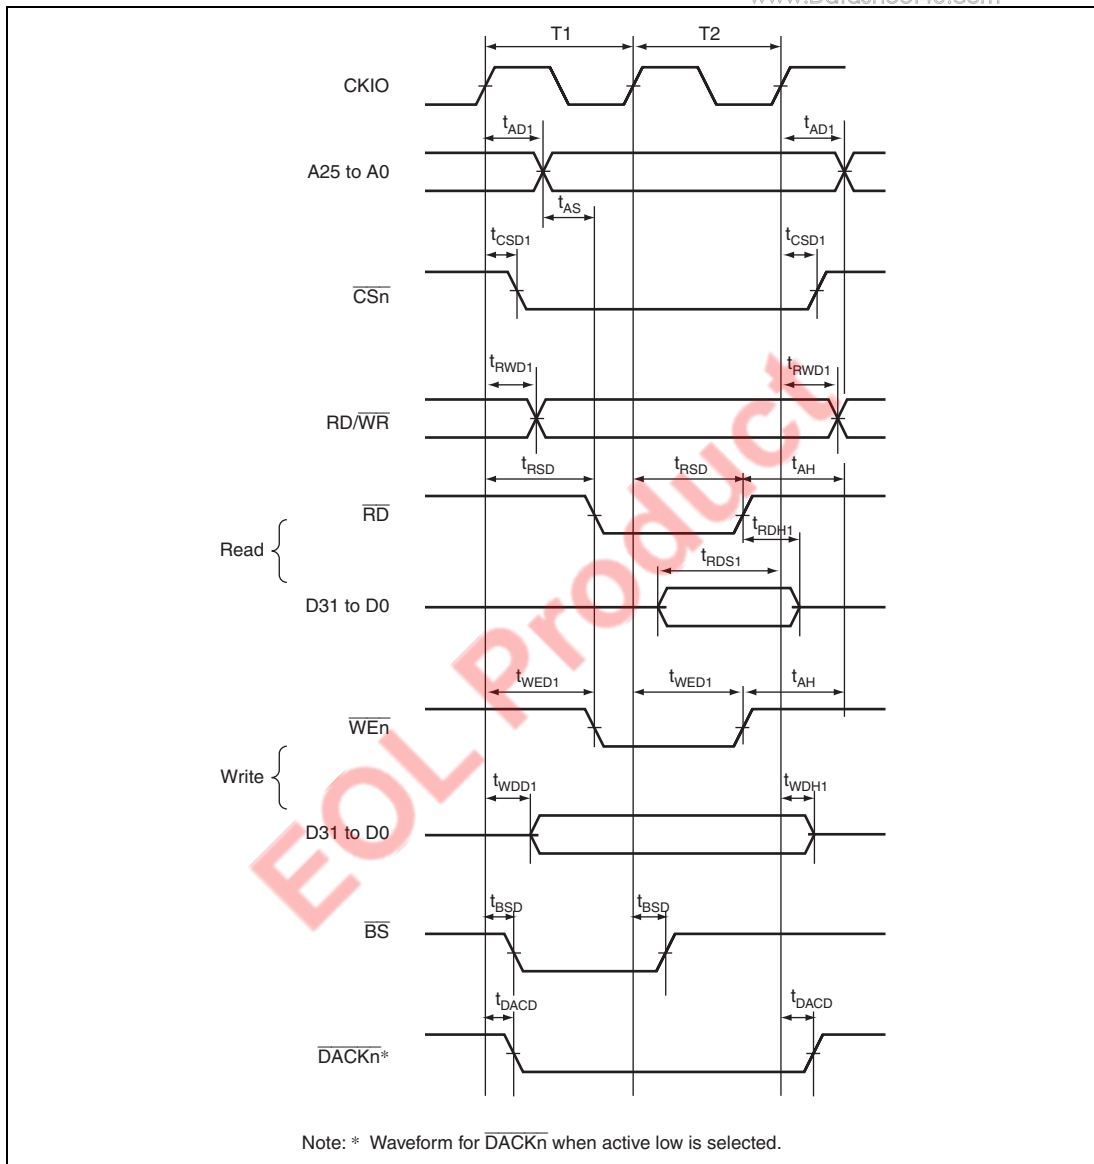 T1 T2
CKIO
tAD1 tAD1
A25 to A0
tAS
tCSD1 tCSD1
CSn
tRWD1 tRWD1
RD/WR
tRSD tRSD tAH
RD
tRDH1
Read
tRDS1
D31 to D0
tWED1 tWED1 tAH
WEn
Write
tWDD1 tWDH1
D31 to D0
tBSD tBSD
BS
tDACD tDACD
DACKn*
Note: * Waveform for DACKn when active low is selected.
EOL Product